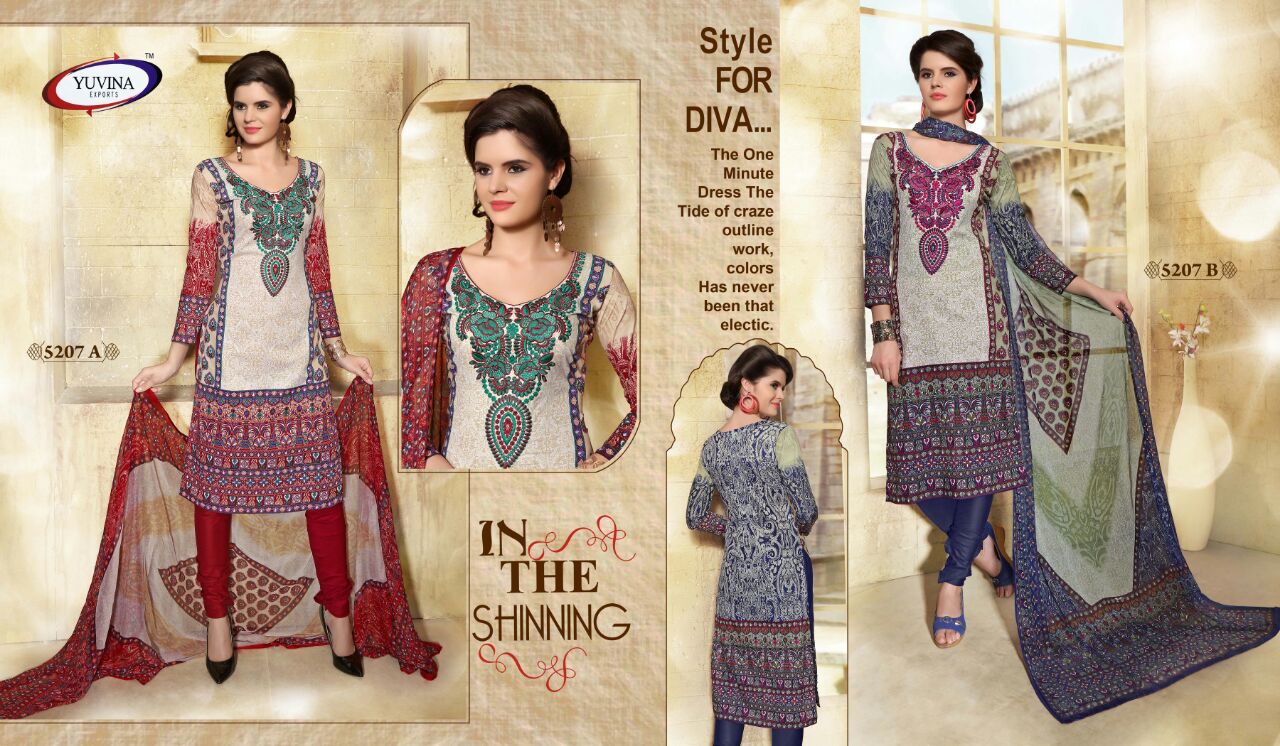 YUVINA
EXPORTS
TM
5207 A
IN
THE
SHINNING
Style
FOR
DIVA...
The One
Minute
Dress The
Tide of craze
outline
work,
colors
Has never
been that
electic.
5207 B